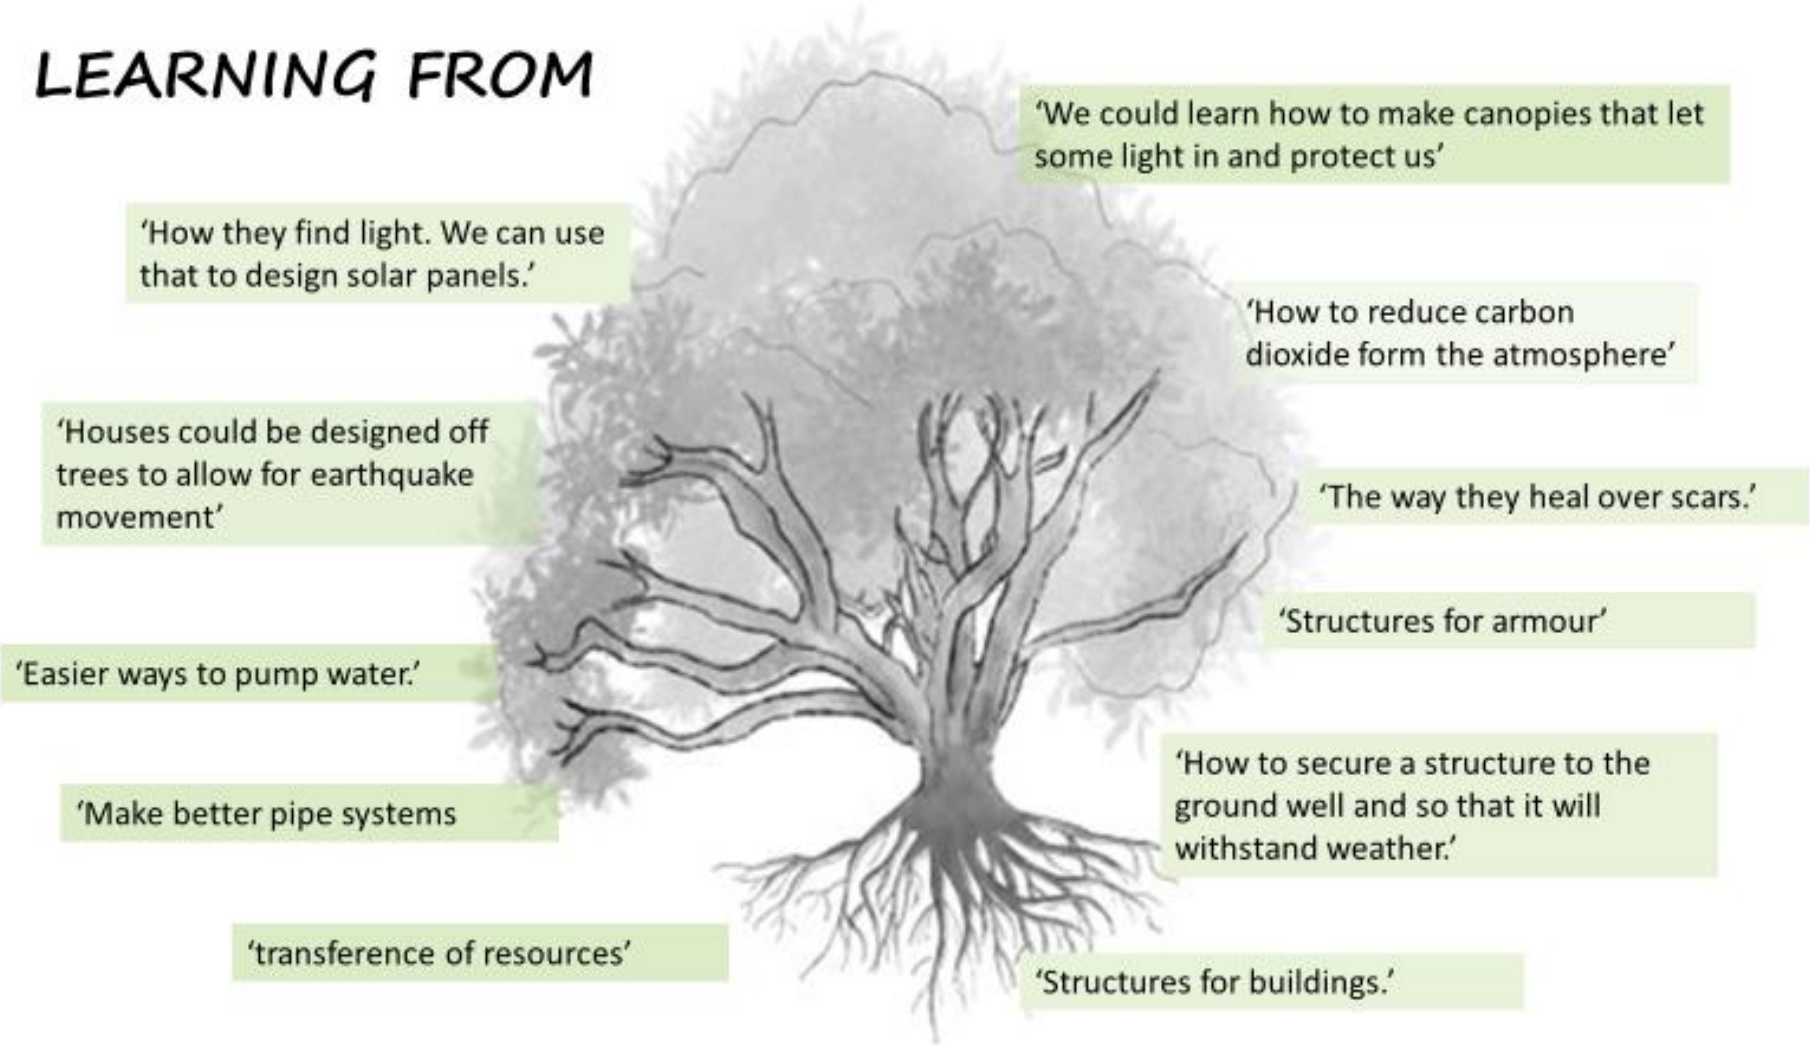 LEARNING FROM
‘We could learn how to make canopies that let
some light in and protect us’
‘How they find light. We can use
that to design solar panels.’
‘How to reduce carbon
dioxide form the atmosphere’
‘Houses could be designed off
trees to allow for earthquake
movement’
‘The way they heal over scars.’
‘Structures for armour’
‘Easier ways to pump water.’
‘How to secure a structure to the
ground well and so that it will
withstand weather.’
‘Make better pipe systems
‘transference of resources’
‘Structures for buildings.’